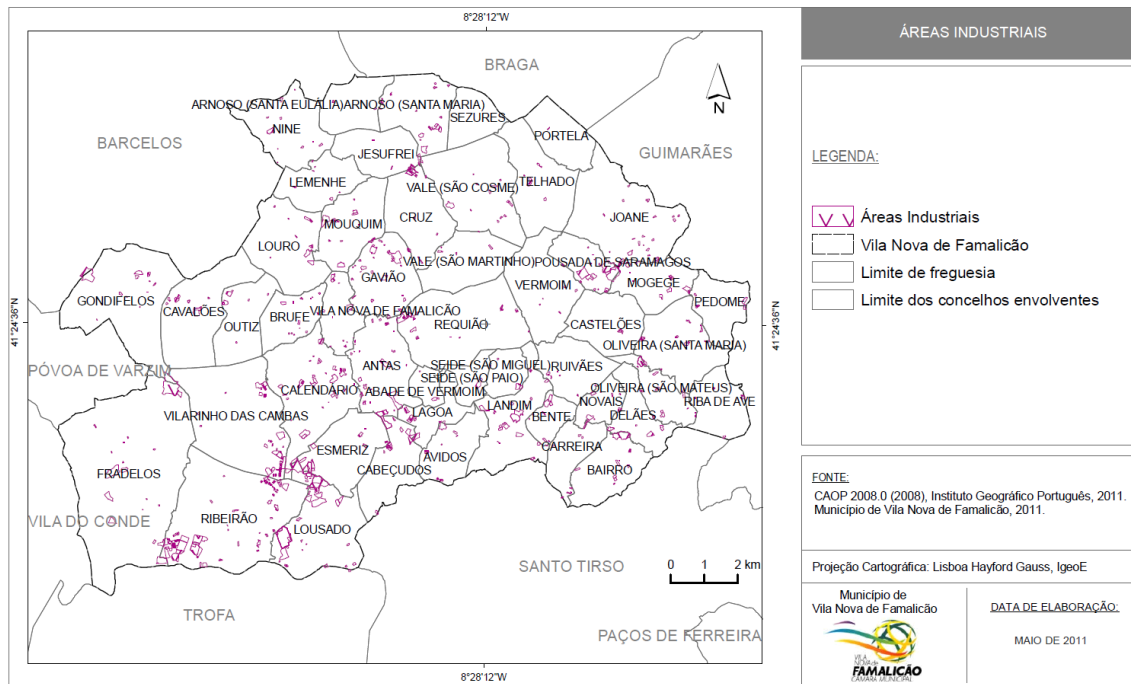 8°28'12"W
ÁREAS INDUSTRIAIS
BRAGA
N
ARNOSO (SANTA EULÁLIA)
ARNOSO (SANTA MARIA)
SEZURES
NINE
PÓRTELA
BARCELOS
GUIMARÃES
JESUFREI
LEMENHE
VALE (SÃO COSME)
TELHADO
MOUQUIM
CRUZ
JOANE
LOURO
VALE (SÃO MARTINHO)
POUSADA DE SARAMAGOS
GAVIÃO
VERMOIM
MOGEGE
GONDIFELOS
CAVALÕES
PEDOME
OUTIZ
BRUFE
VILA NOVA DE FAMALICÃO
REQUIÃO
CASTELÕES
41°24'36"N
41°24'36"N
OLIVEIRA (SANTA MARIA)
PÓVOA DE VARZIM
ANTAS
SEIDE (SÃO MIGUEL)
RUIVÃES
SEIDE (SÃO PAIO)
CALENDÁRIO
ABADE DE VERMOIM
OLIVEIRA (SÃO MATEUS)
NOVAIS
RIBA DE AVE
VILARINHO DAS CAMBAS
LAGOA
LANDIM
BENTE
DELÃES
ESMERIZ
CARREIRA
AVIDOS
CABEÇUDOS
BAIRRO
FRADELOS
VILA DO CONDE
RIBEIRÃO
LOUSADO
SANTO TIRSO
0 1 2 km
TROFA
PAÇOS DE FERREIRA
8°28'12"W
LEGENDA:
Áreas Industriais
Vila Nova de Famalicão
Limite de freguesia
Limite dos concelhos envolventes
FONTE:
CAOP 2008.0 (2008), Instituto Geográfico Português, 2011.
Município de Vila Nova de Famalicão, 2011.
Projeção Cartográfica: Lisboa Hayford Gauss, IgeoE
Município de
Vila Nova de Famalicão
VILA
NOVA de
FAMALICÃO
CÂMARA MUNICIPAL
DATA DE ELABORAÇÃO:
MAIO DE 2011